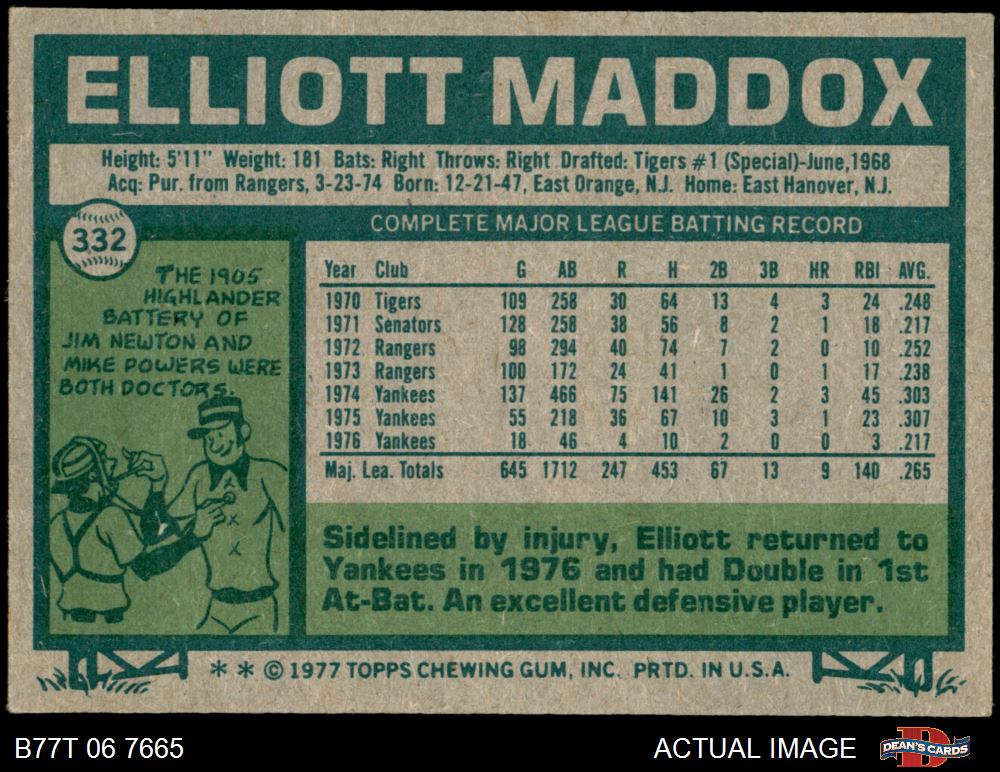 ELLIOTT MADDOX
Height: 5'11" Weight: 181 Bats: Right Throws: Right Drafted: Tigers #1 (Special)-June, 1968
Acq: Pur. from Rangers, 3-23-74 Born: 12-21-47, East Orange, N.J. Home: East Hanover, N.J.
332
THE 1905
HIGHLANDER
BATTERY OF
JIM NEWTON AND
MIKE POWERS WERE
BOTH DOCTORS.
COMPLETE MAJOR LEAGUE BATTING RECORD
Year Club G AB R H 2B 3B HR RBI AVG.
1970 Tigers 109 258 30 64 13 4 3 24 .248
1971 Senators 128 258 38 56 8 2 1 18 .217
1972 Rangers 98 294 40 74 7 2 0 10 .252
1973 Rangers 100 172 24 41 1 0 1 17 .238
1974 Yankees 137 466 75 141 26 2 3 45 .303
1975 Yankees 55 218 36 67 10 3 1 23 .307
1976 Yankees 18 46 4 10 2 0 0 3 .217
Maj. Lea. Totals 645 1712 247 453 67 13 9 140 .265
Sidelined by injury, Elliott returned to
Yankees in 1976 and had Double in 1st
At-Bat. An excellent defensive player.
* * © 1977 TOPPS CHEWING GUM, INC. PRTD. IN U.S.A.
B77T 06 7665
ACTUAL IMAGE
D
DEAN'S CARDS